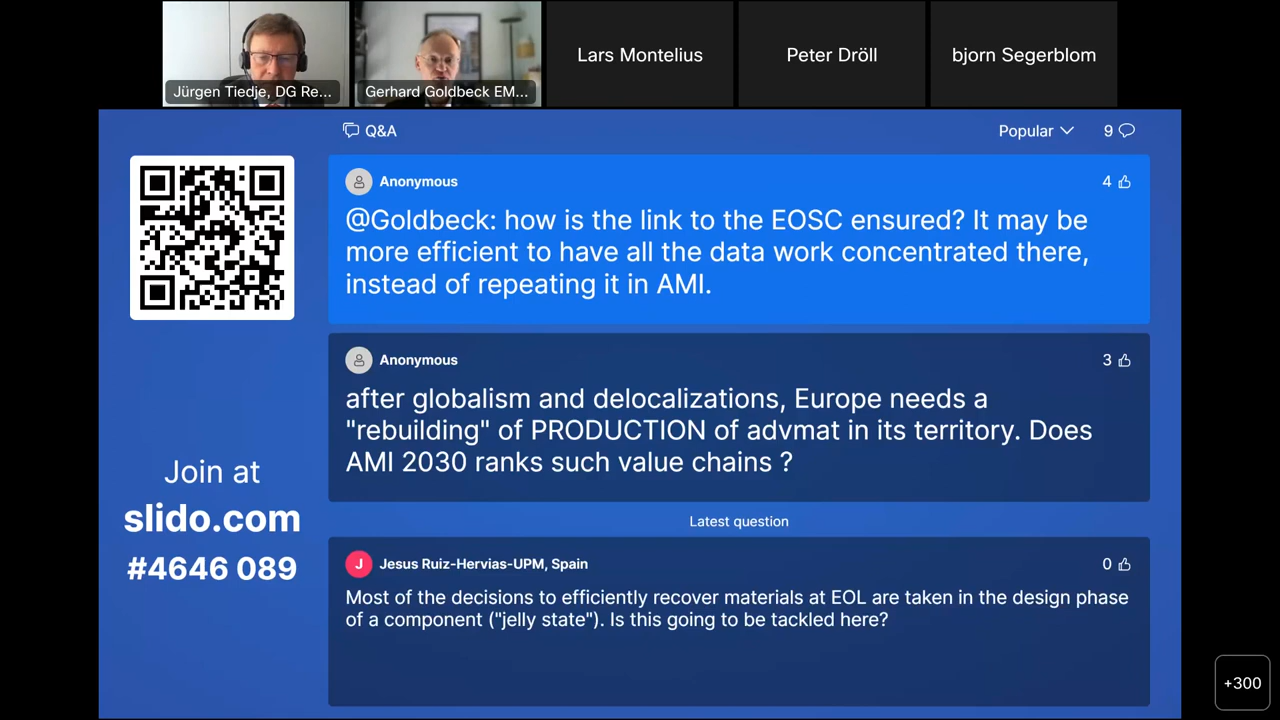 Jürgen Tiedje, DG Re...
Gerhard Goldbeck EM...
Lars Montelius
Peter Dröll
bjorn Segerblom
Q&A
Popular
9
Anonymous
4
@Goldbeck: how is the link to the EOSC ensured? It may be
more efficient to have all the data work concentrated there,
instead of repeating it in AMI.
Anonymous
3
after globalism and delocalizations, Europe needs a
"rebuilding" of PRODUCTION of advmat in its territory. Does
AMI 2030 ranks such value chains ?
Join at
slido.com
#4646 089
Latest question
J
Jesus Ruiz-Hervias-UPM, Spain
0
Most of the decisions to efficiently recover materials at EOL are taken in the design phase
of a component ("jelly state"). Is this going to be tackled here?
+300